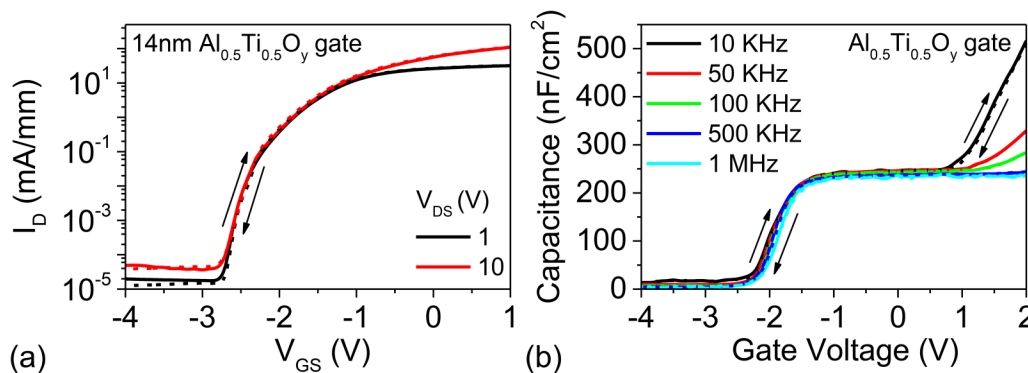 14nm Al0.5Ti0.5Oy gate
10^1
10^-1
10^-3
10^-5
ID (mA/mm)
VDS (V)
1
10
-4 -3 -2 -1 0 1
VGS (V)
(a)
Al0.5Ti0.5Oy gate
10 KHz
50 KHz
100 KHz
500 KHz
1 MHz
500
400
300
200
100
0
Capacitance (nF/cm^2)
-4 -3 -2 -1 0 1 2
Gate Voltage (V)
(b)